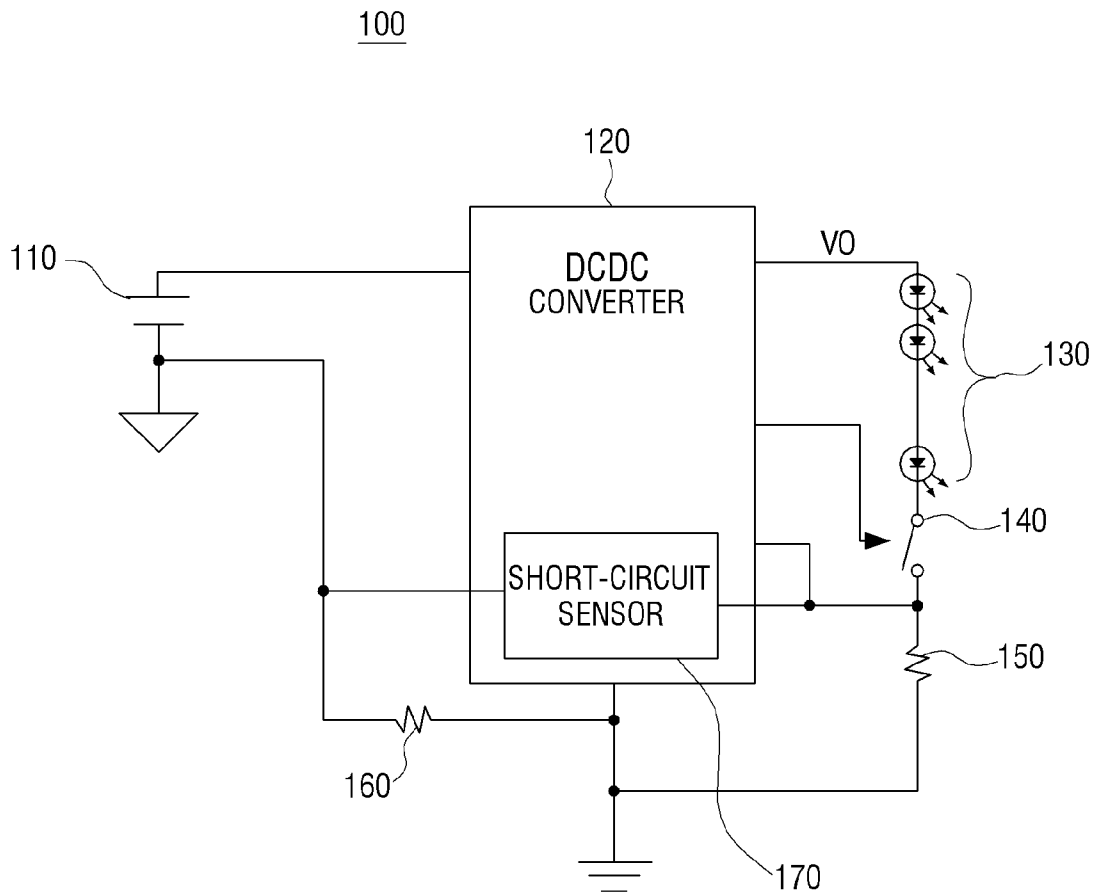 100
120
110
DCDC
CONVERTER
VO
130
140
SHORT-CIRCUIT
SENSOR
150
160
170